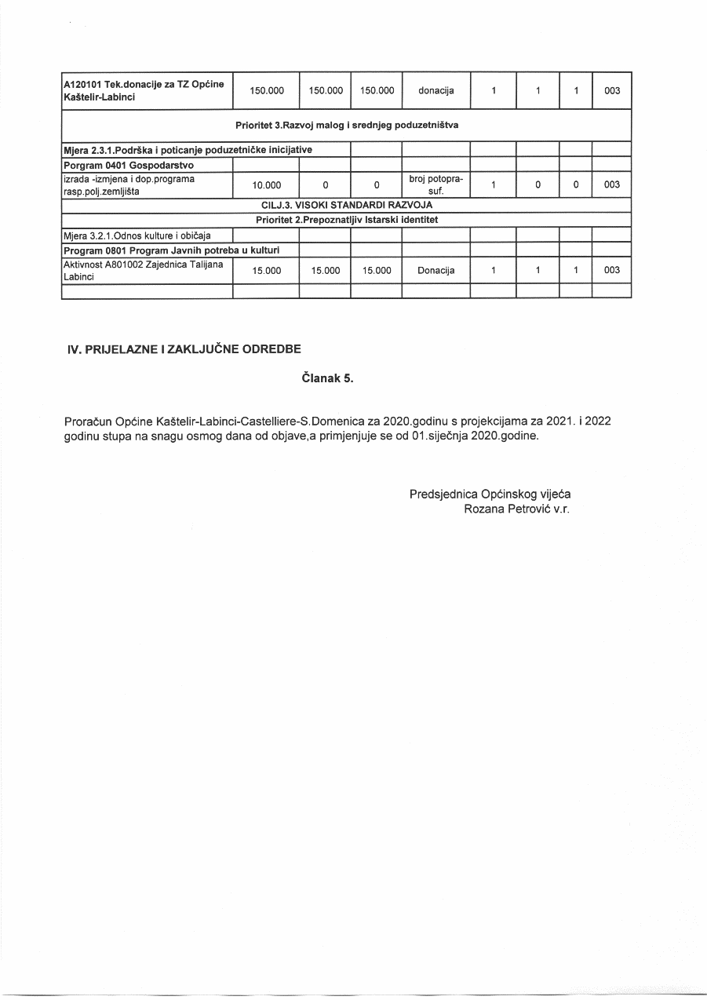 A120101 Tek.donacije za TZ Općine
Kaštelir-Labinci 150.000 150.000 150.000 donacija 1 1 1 003
Prioritet 3.Razvoj malog i srednjeg poduzetništva
Mjera 2.3.1.Podrška i poticanje poduzetničke inicijative
Porgram 0401 Gospodarstvo
izrada -izmjena i dop.programa
rasp.polj.zemljišta 10.000 0 0 broj potopra-
suf. 1 0 0 003
CILJ.3. VISOKI STANDARDI RAZVOJA
Prioritet 2.Prepoznatljiv Istarski identitet
Mjera 3.2.1.Odnos kulture i običaja
Program 0801 Program Javnih potreba u kulturi
Aktivnost A801002 Zajednica Talijana
Labinci 15.000 15.000 15.000 Donacija 1 1 1 003
IV. PRIJELAZNE I ZAKLJUČNE ODREDBE
Članak 5.
Proračun Općine Kaštelir-Labinci-Castelliere-S.Domenica za 2020.godinu s projekcijama za 2021. i 2022
godinu stupa na snagu osmog dana od objave,a primjenjuje se od 01.siječnja 2020.godine.
Predsjednica Općinskog vijeća
Rozana Petrović v.r.